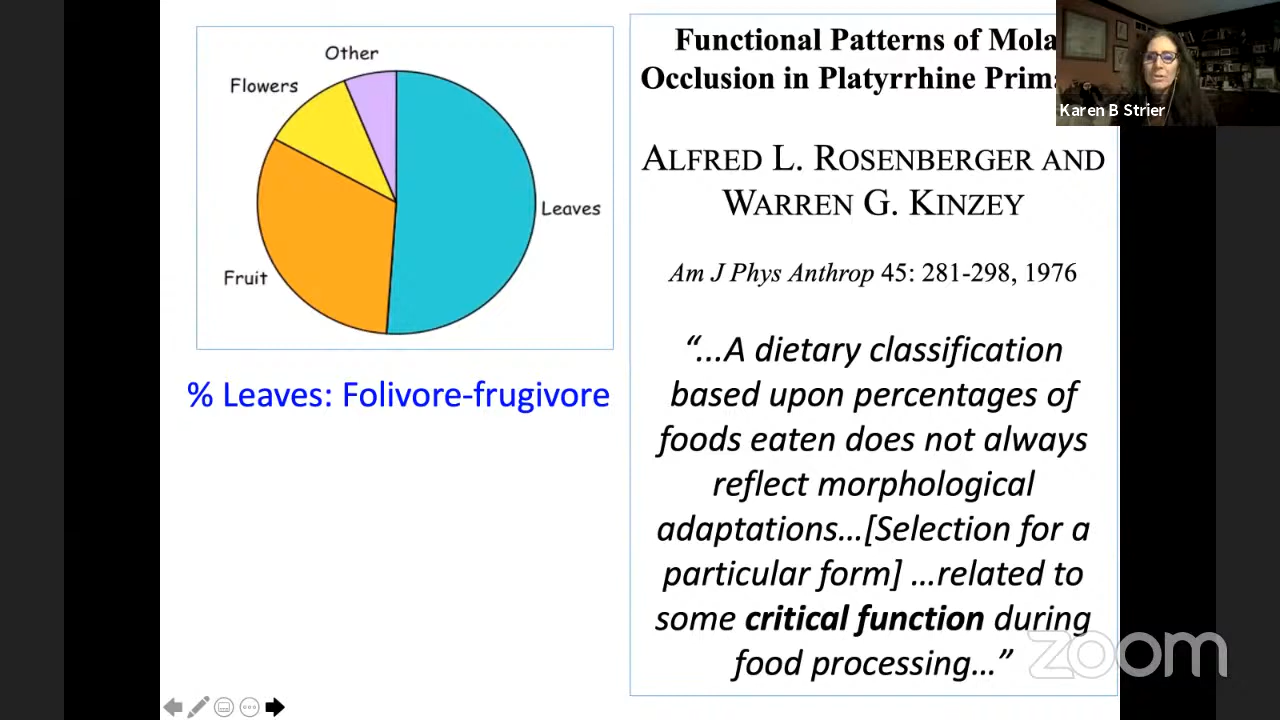 Other
Flowers
Leaves
Fruit
% Leaves: Folivore-frugivore
Functional Patterns of Mola
Occlusion in Platyrrhine Prim
ALFRED L. ROSENBERGER AND
WARREN G. KINZEY
Am J Phys Anthrop 45: 281-298, 1976
“...A dietary classification
based upon percentages of
foods eaten does not always
reflect morphological
adaptations...[Selection for a
particular form] ...related to
some critical function during
food processing...”
Karen B Strier
zoom